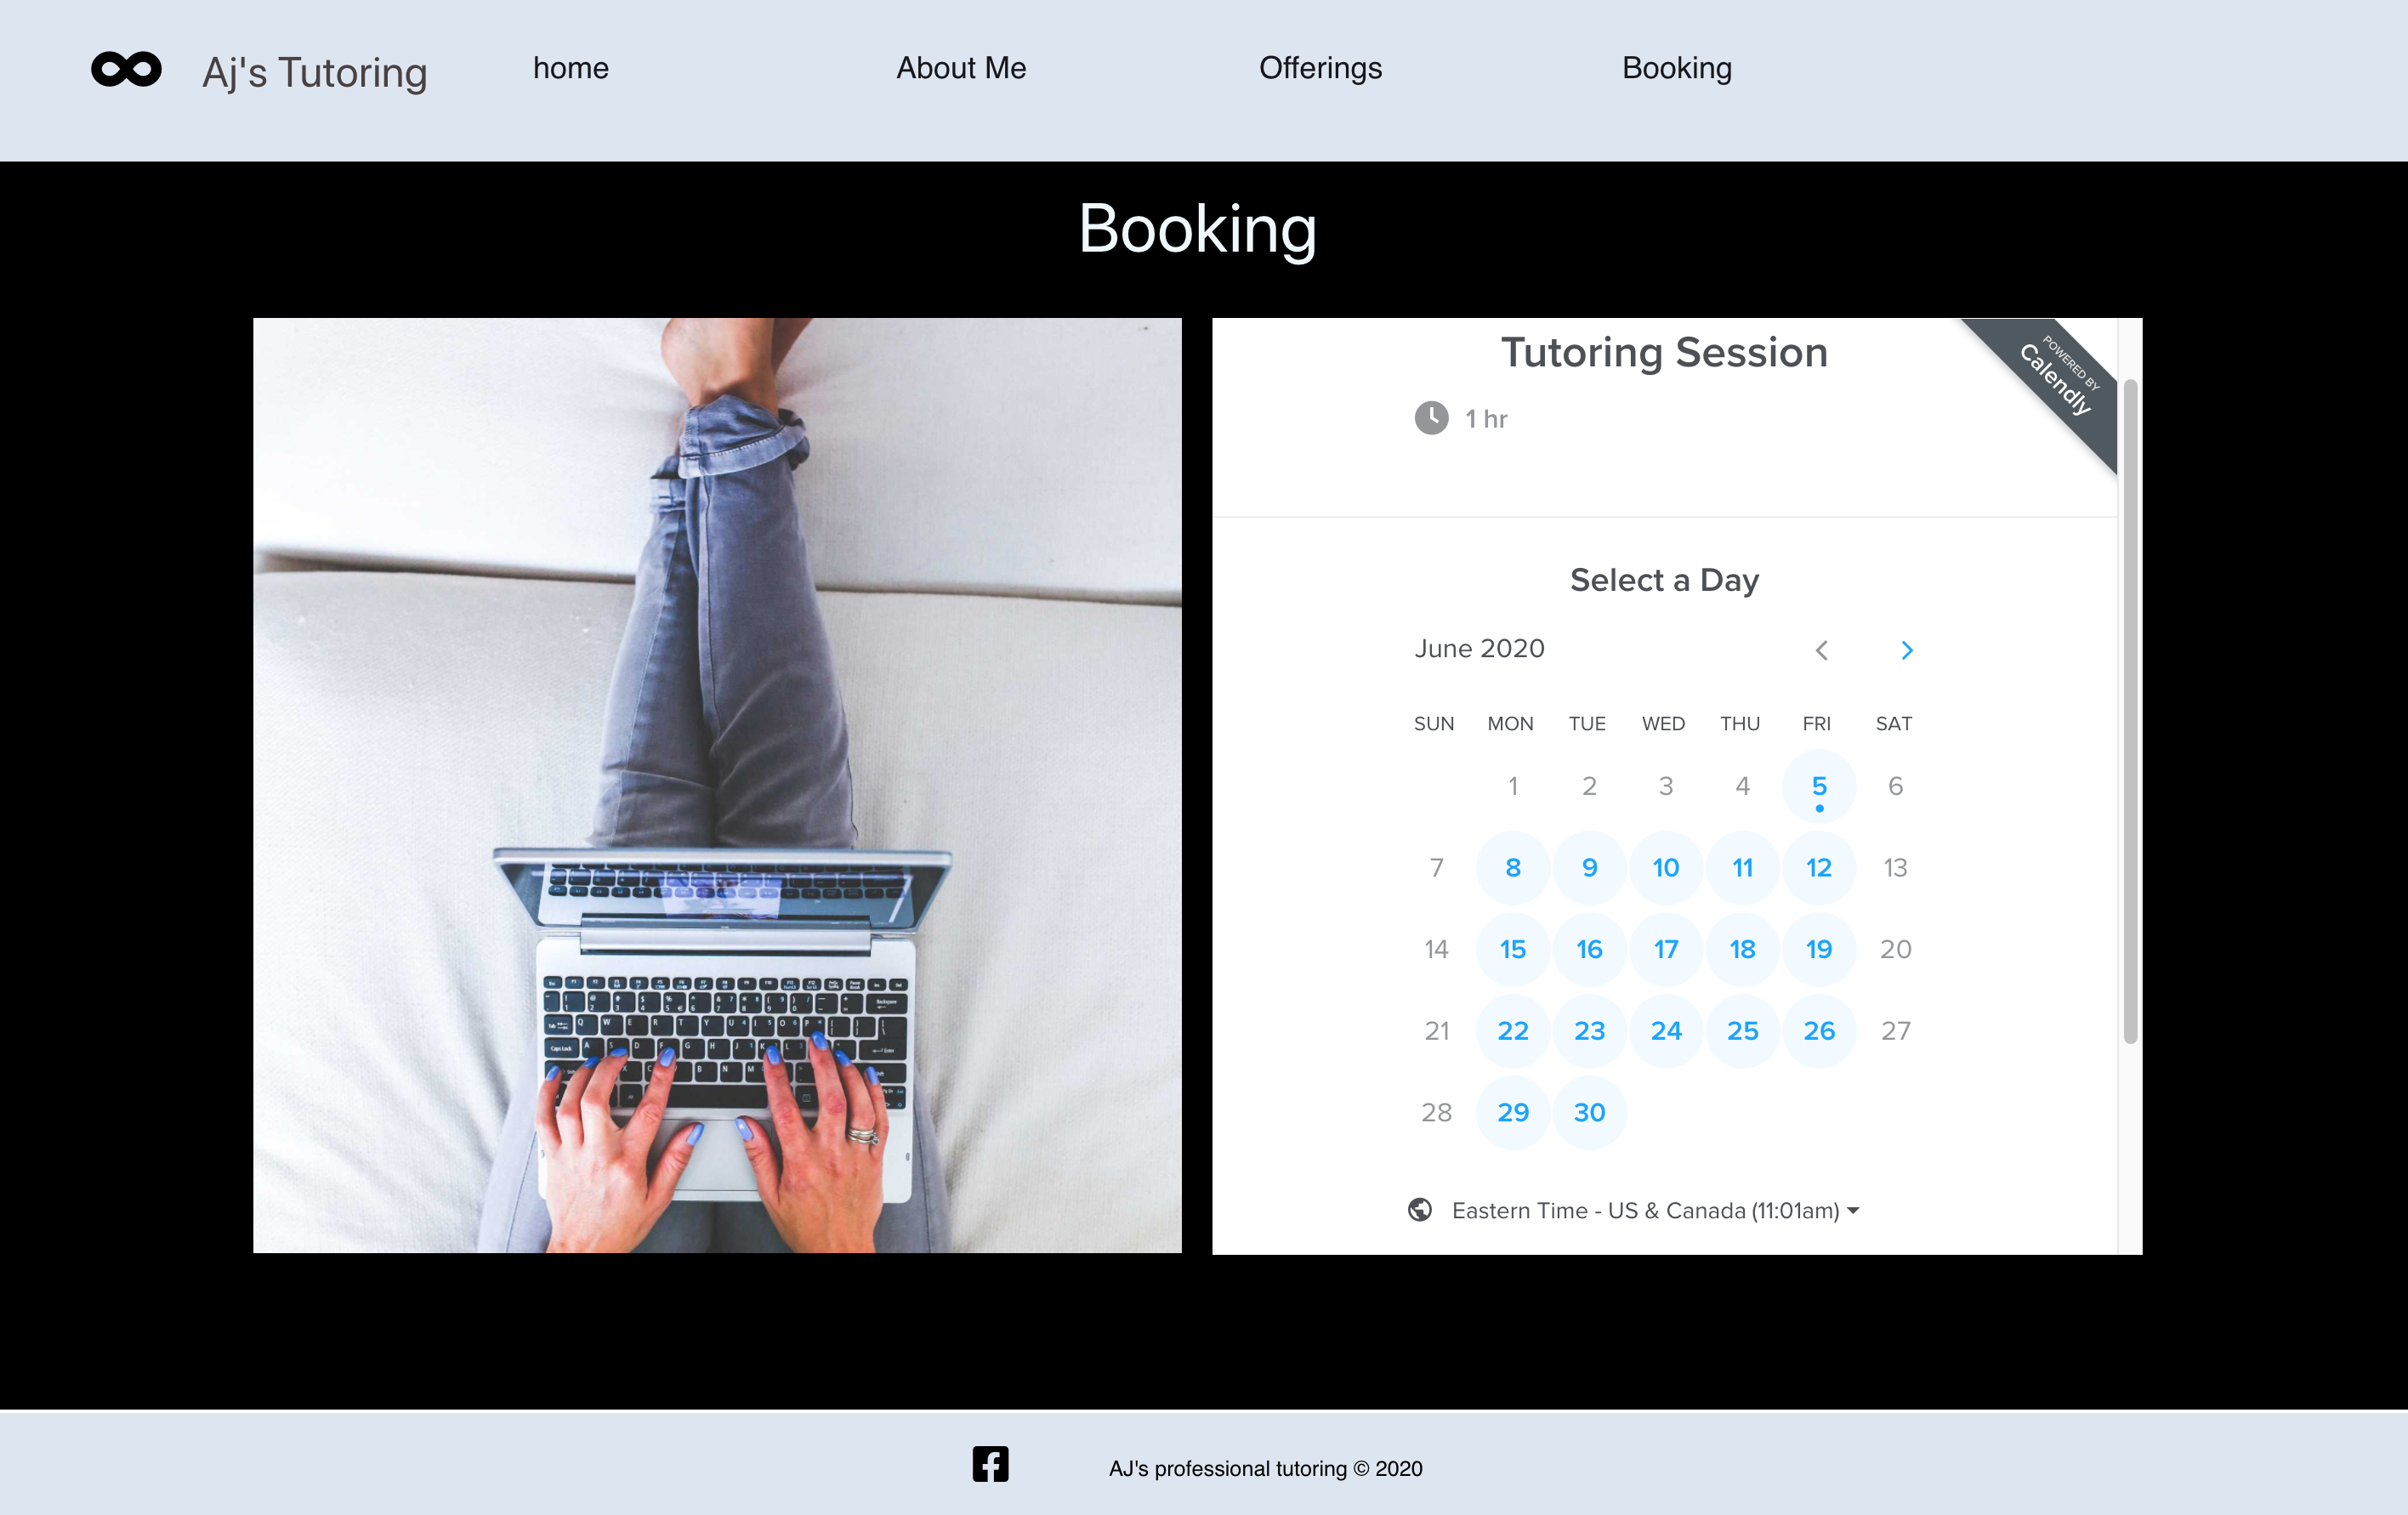 Aj's Tutoring home About Me Offerings Booking
Booking
Tutoring Session
POWERED BY
Calendly
1 hr
Select a Day
June 2020
SUN MON TUE WED THU FRI SAT
1 2 3 4 5 6
7 8 9 10 11 12 13
14 15 16 17 18 19 20
21 22 23 24 25 26 27
28 29 30
Eastern Time - US & Canada (11:01am)
AJ's professional tutoring © 2020